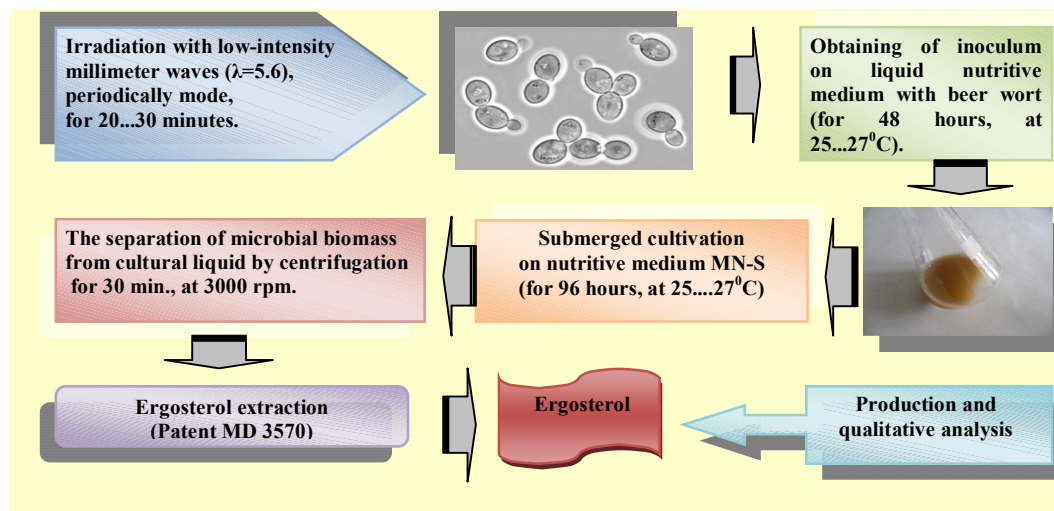 Irradiation with low-intensity
millimeter waves (λ=5.6),
periodically mode,
for 20...30 minutes.
Obtaining of inoculum
on liquid nutritive
medium with beer wort
(for 48 hours, at
25...27⁰C).
The separation of microbial biomass
from cultural liquid by centrifugation
for 30 min., at 3000 rpm.
Submerged cultivation
on nutritive medium MN-S
(for 96 hours, at 25....27⁰C)
Ergosterol extraction
(Patent MD 3570)
Ergosterol
Production and
qualitative analysis